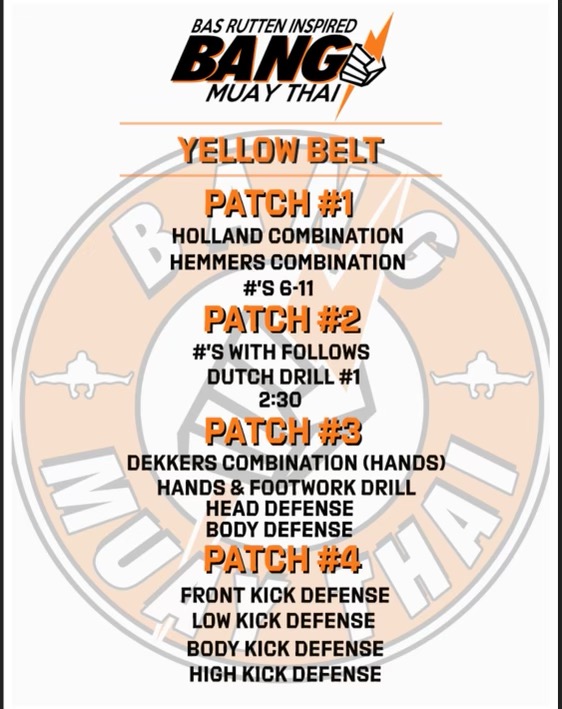 BAS RUTTEN INSPIRED
BANG
MUAY THAI
YELLOW BELT
PATCH #1
HOLLAND COMBINATION
HEMMERS COMBINATION
#'S 6-11
PATCH #2
#'S WITH FOLLOWS
DUTCH DRILL #1
2:30
PATCH #3
DEKKERS COMBINATION (HANDS)
HANDS & FOOTWORK DRILL
HEAD DEFENSE
BODY DEFENSE
PATCH #4
FRONT KICK DEFENSE
LOW KICK DEFENSE
BODY KICK DEFENSE
HIGH KICK DEFENSE
BANG
MUAY THAI